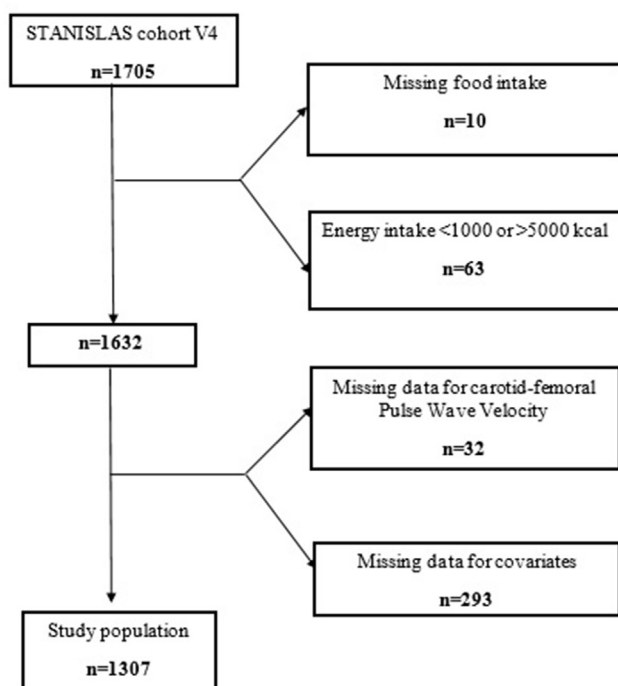 STANISLAS cohort V4
n=1705
Missing food intake
n=10
Energy intake <1000 or>5000 kcal
n=63
n=1632
Missing data for carotid-femoral
Pulse Wave Velocity
n=32
Missing data for covariates
n=293
Study population
n=1307